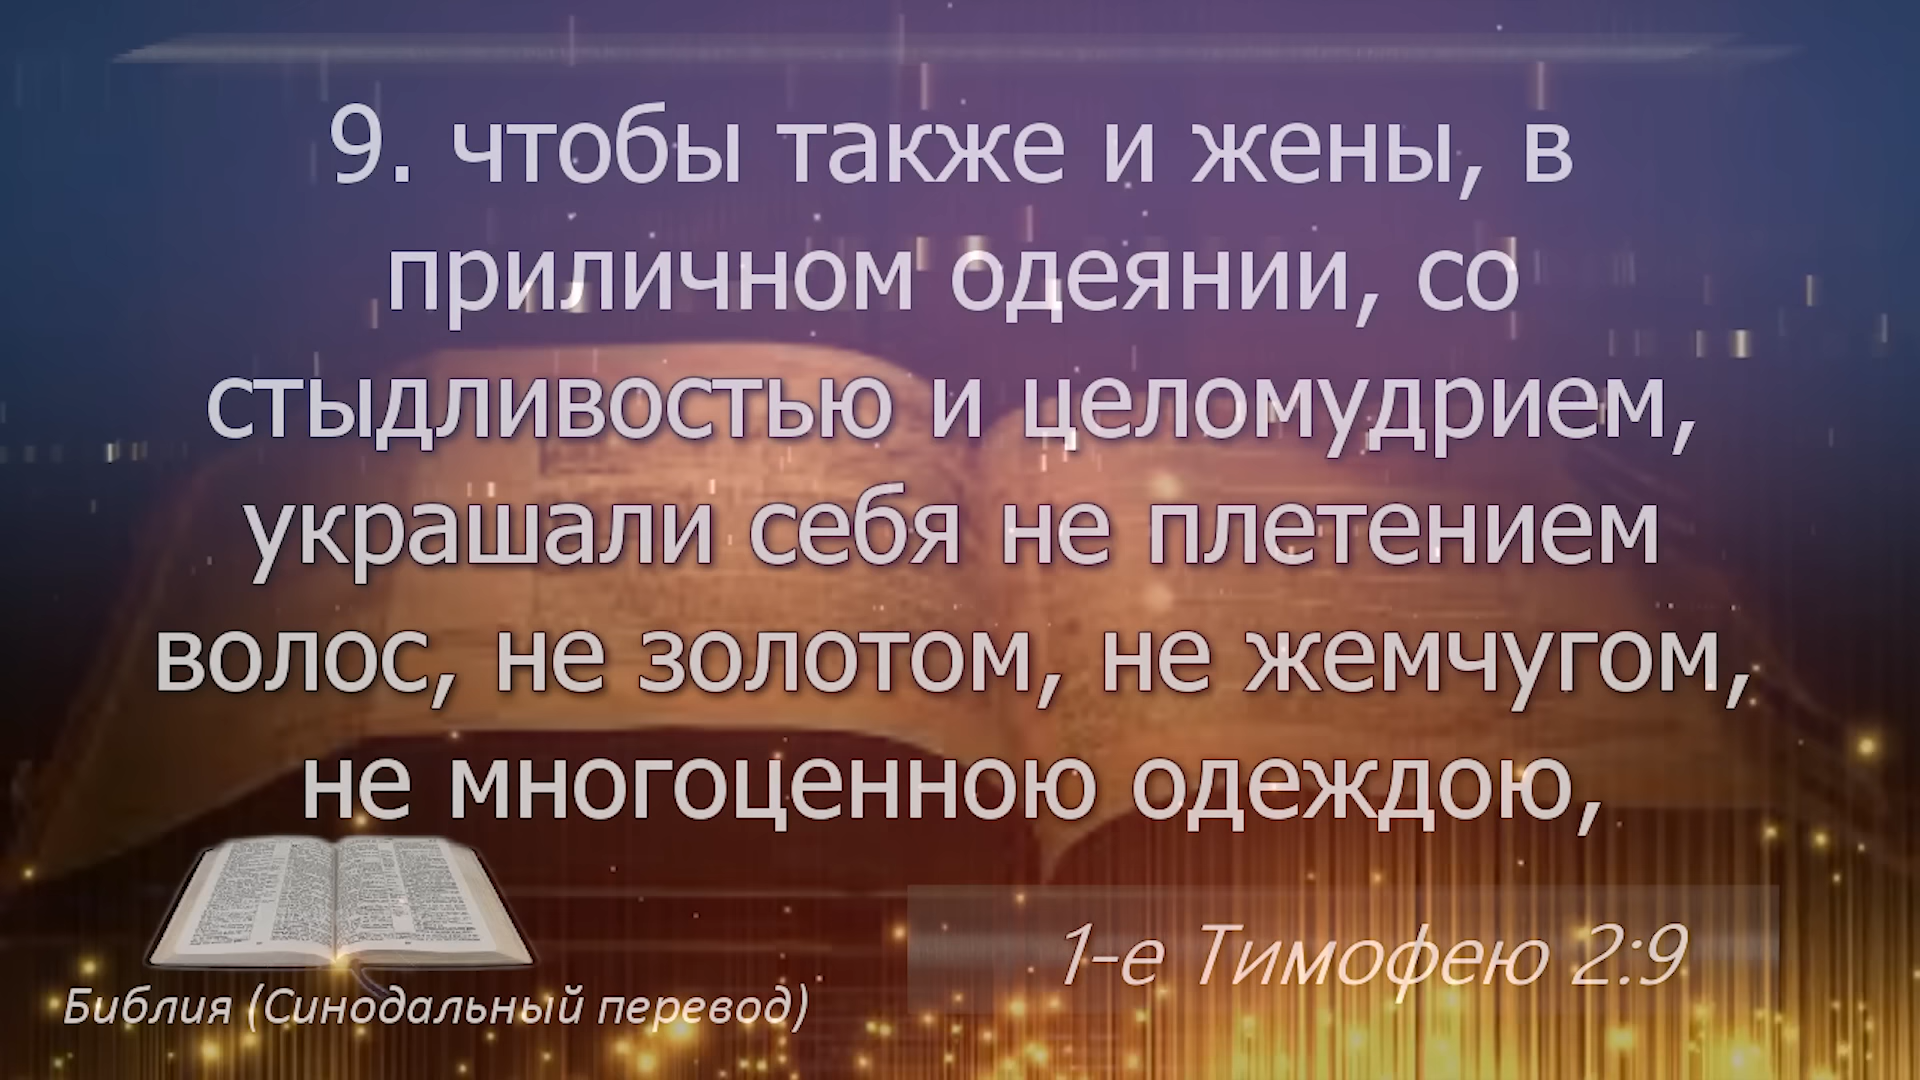 9. чтобы также и жены, в
приличном одеянии, со
стыдливостью и целомудрием,
украшали себя не плетением
волос, не золотом, не жемчугом,
не многоценною одеждою,
1-е Тимофею 2:9
Библия (Синодальный перевод)